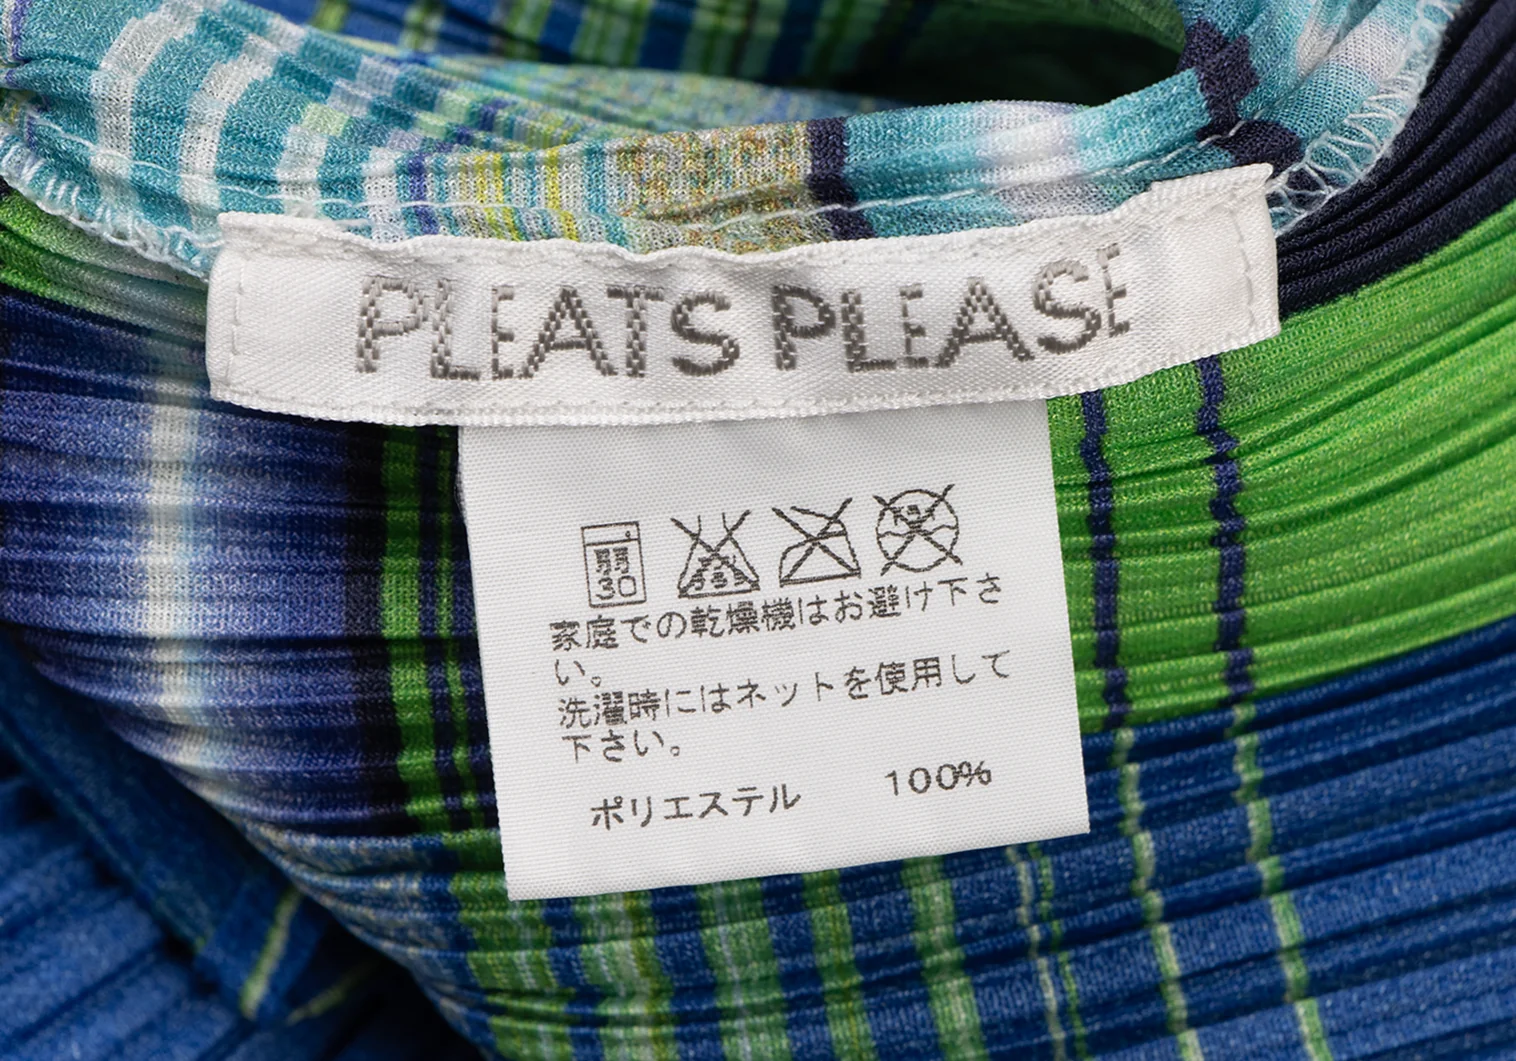 PLEATS PLEASE
弱
30
家庭での乾燥機はお避け下さ
い。
洗濯時にはネットを使用して
下さい。
ポリエステル 100%